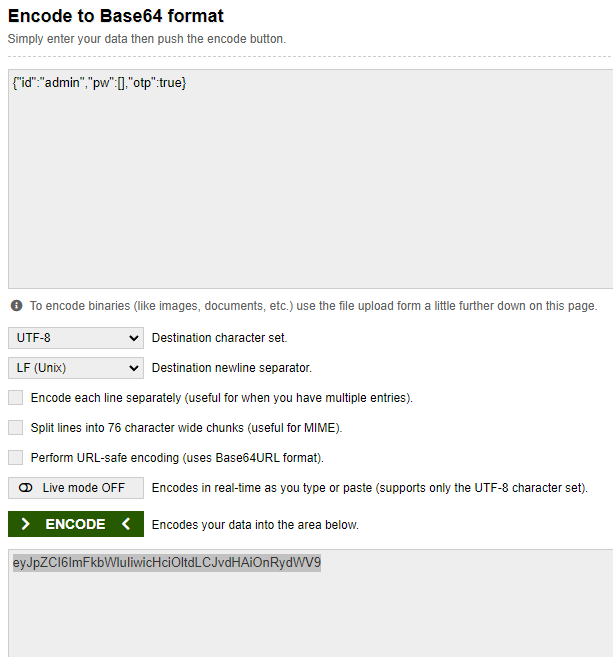 Encode to Base64 format
Simply enter your data then push the encode button.
{"id":"admin","pw":[],"otp":true}
To encode binaries (like images, documents, etc.) use the file upload form a little further down on this page.
UTF-8 Destination character set.
LF (Unix) Destination newline separator.
Encode each line separately (useful for when you have multiple entries).
Split lines into 76 character wide chunks (useful for MIME).
Perform URL-safe encoding (uses Base64URL format).
Live mode OFF Encodes in real-time as you type or paste (supports only the UTF-8 character set).
ENCODE Encodes your data into the area below.
eyJpZCI6ImFkbWluIiwicHciOltdLCJvdHAiOnRydWV9